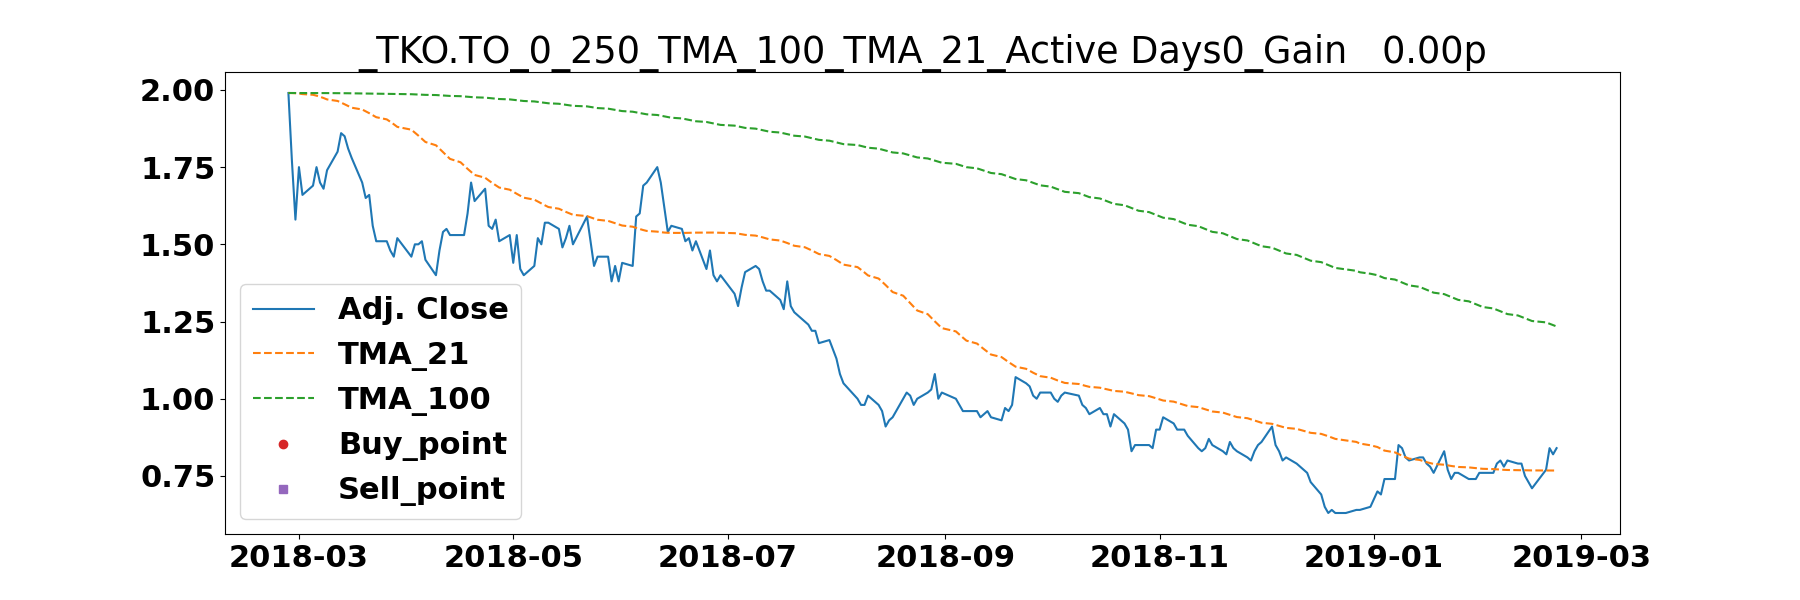 _TKO.TO_0_250_TMA_100_TMA_21_Active Days0_Gain   0.00p
2.00
1.75
1.50
1.25
1.00
0.75
Adj. Close
TMA_21
TMA_100
Buy_point
Sell_point
2018-03 2018-05 2018-07 2018-09 2018-11 2019-01 2019-03